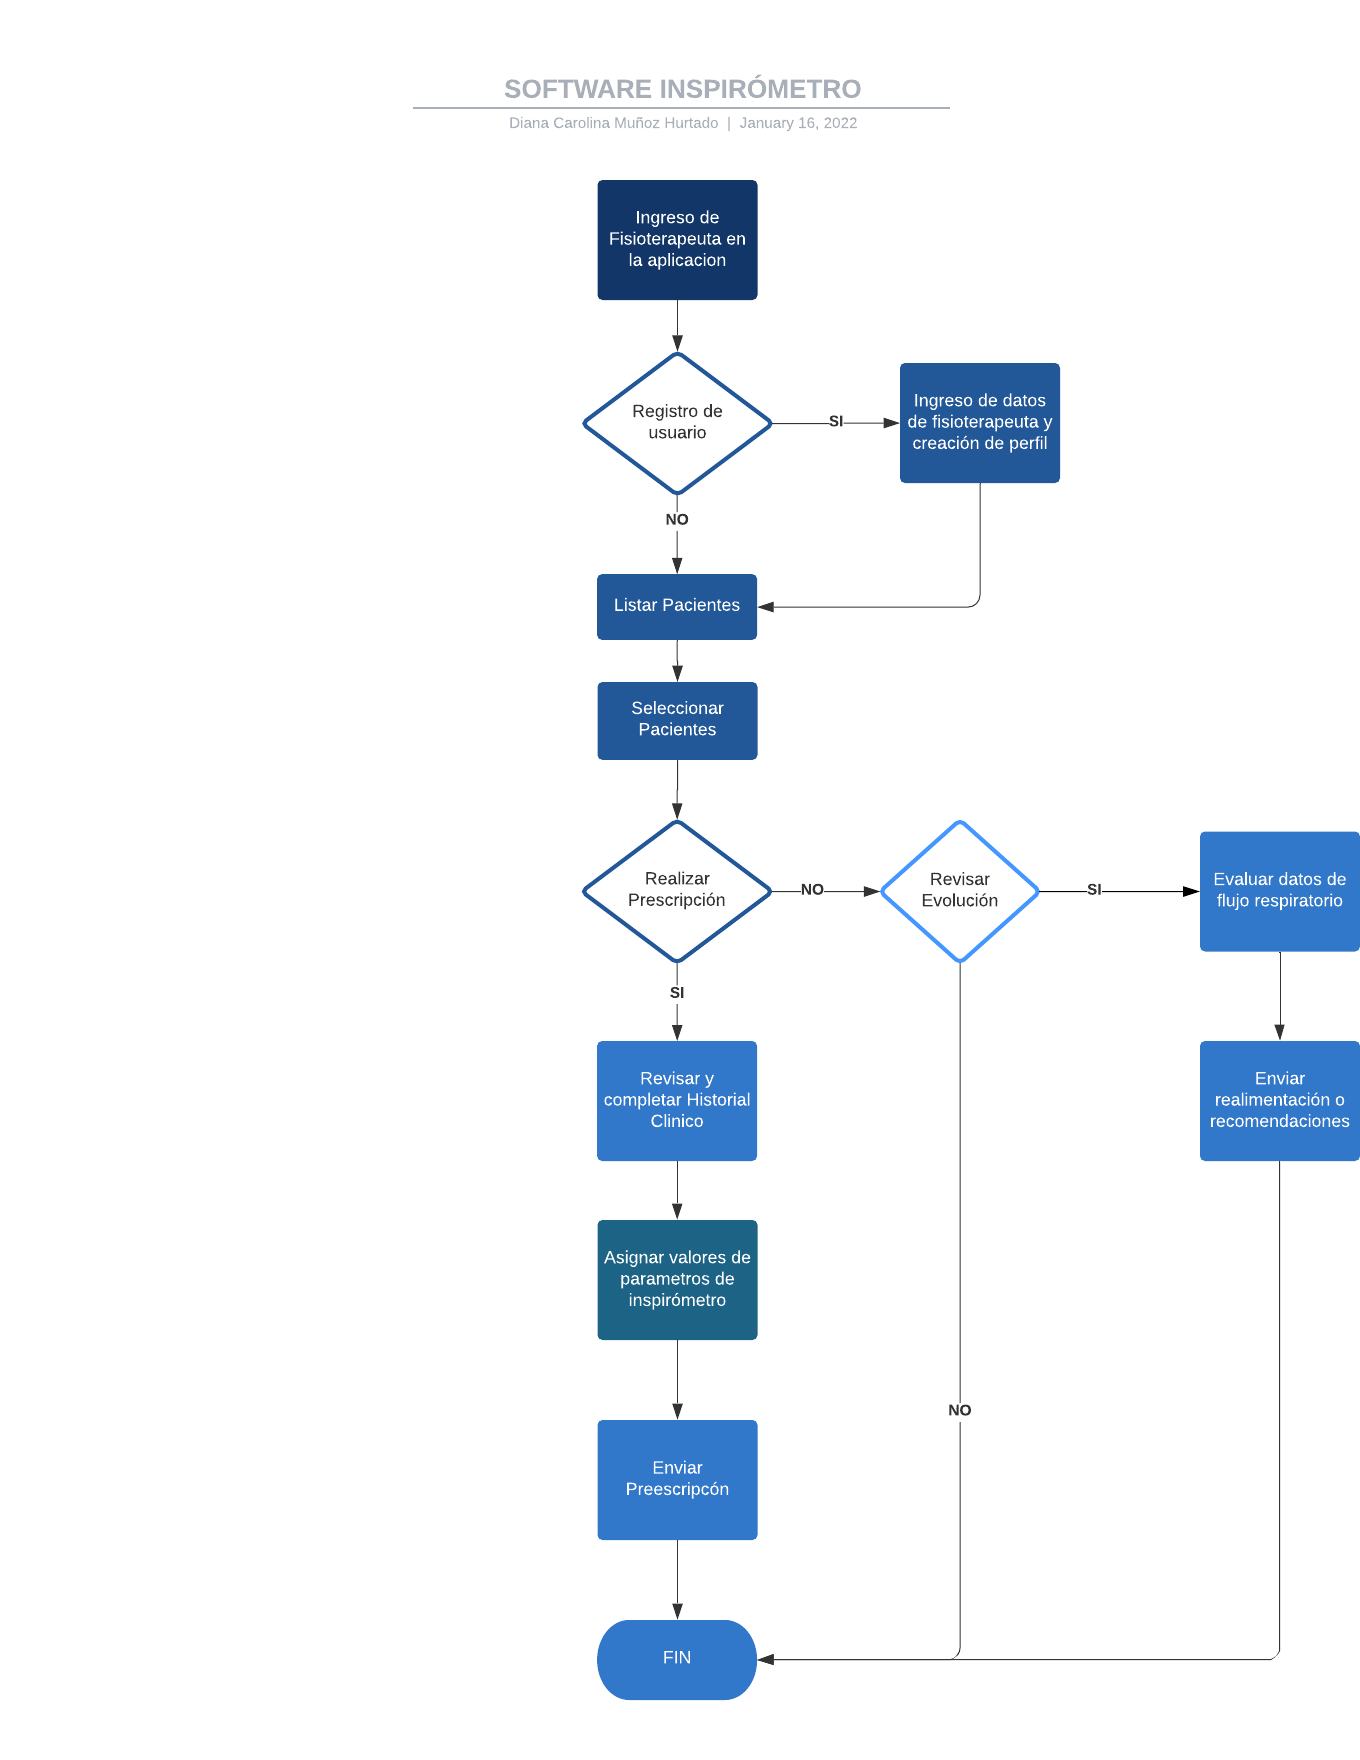 SOFTWARE INSPIRÓMETRO
Diana Carolina Muñoz Hurtado | January 16, 2022
Ingreso de
Fisioterapeuta en
la aplicacion
Registro de
usuario
SI
Ingreso de datos
de fisioterapeuta y
creación de perfil
NO
Listar Pacientes
Seleccionar
Pacientes
Realizar
Prescripción
NO
Revisar
Evolución
SI
Evaluar datos de
flujo respiratorio
SI
Revisar y
completar Historial
Clinico
Enviar
realimentación o
recomendaciones
Asignar valores de
parametros de
inspirómetro
NO
Enviar
Preescripcón
FIN